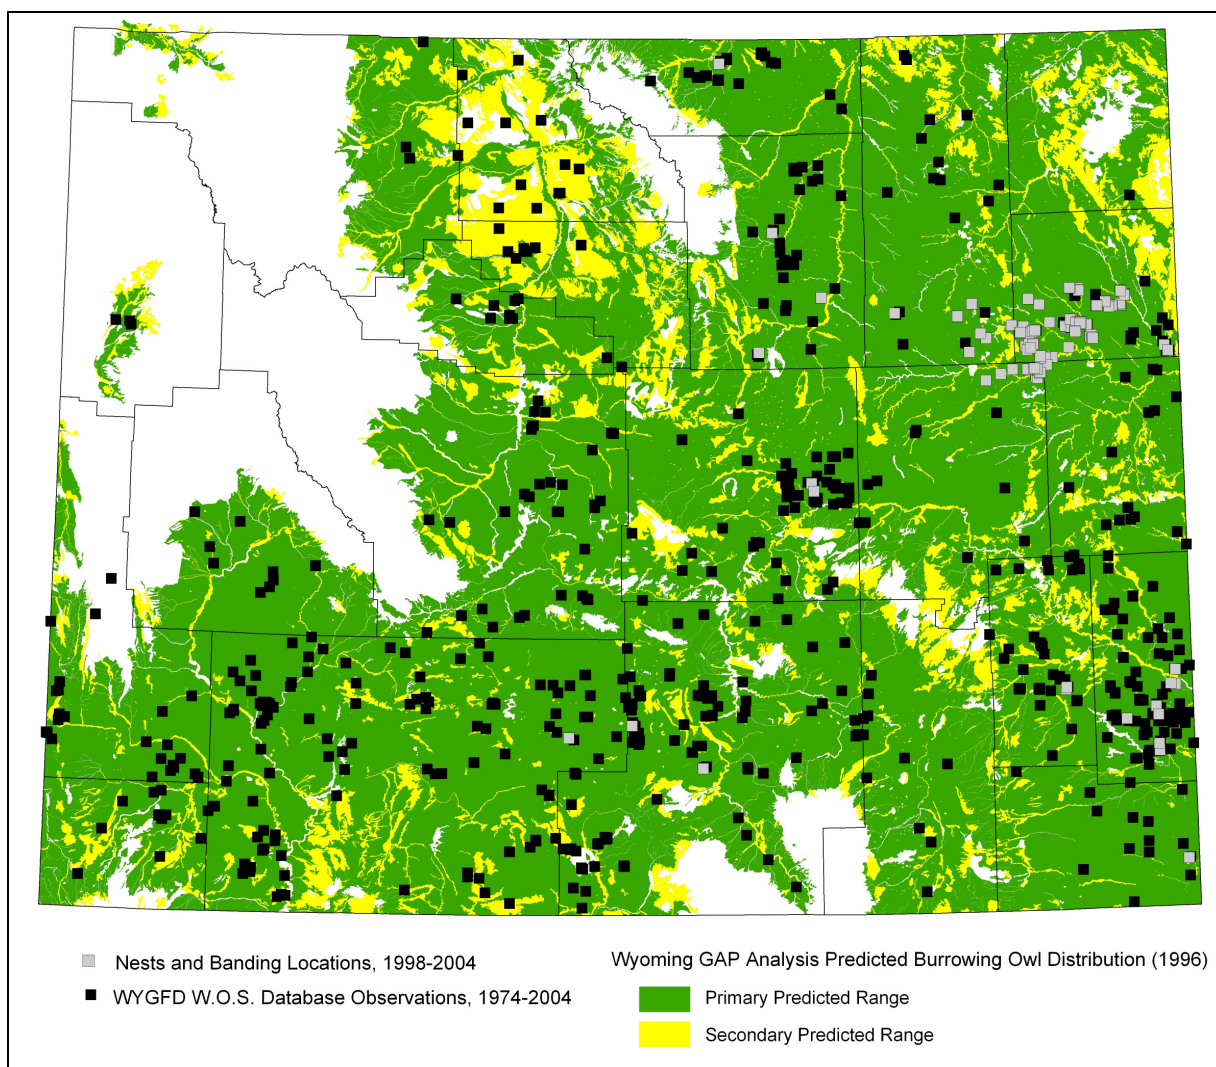 Nests and Banding Locations, 1998-2004
WYGFD W.O.S. Database Observations, 1974-2004
Wyoming GAP Analysis Predicted Burrowing Owl Distribution (1996)
Primary Predicted Range
Secondary Predicted Range